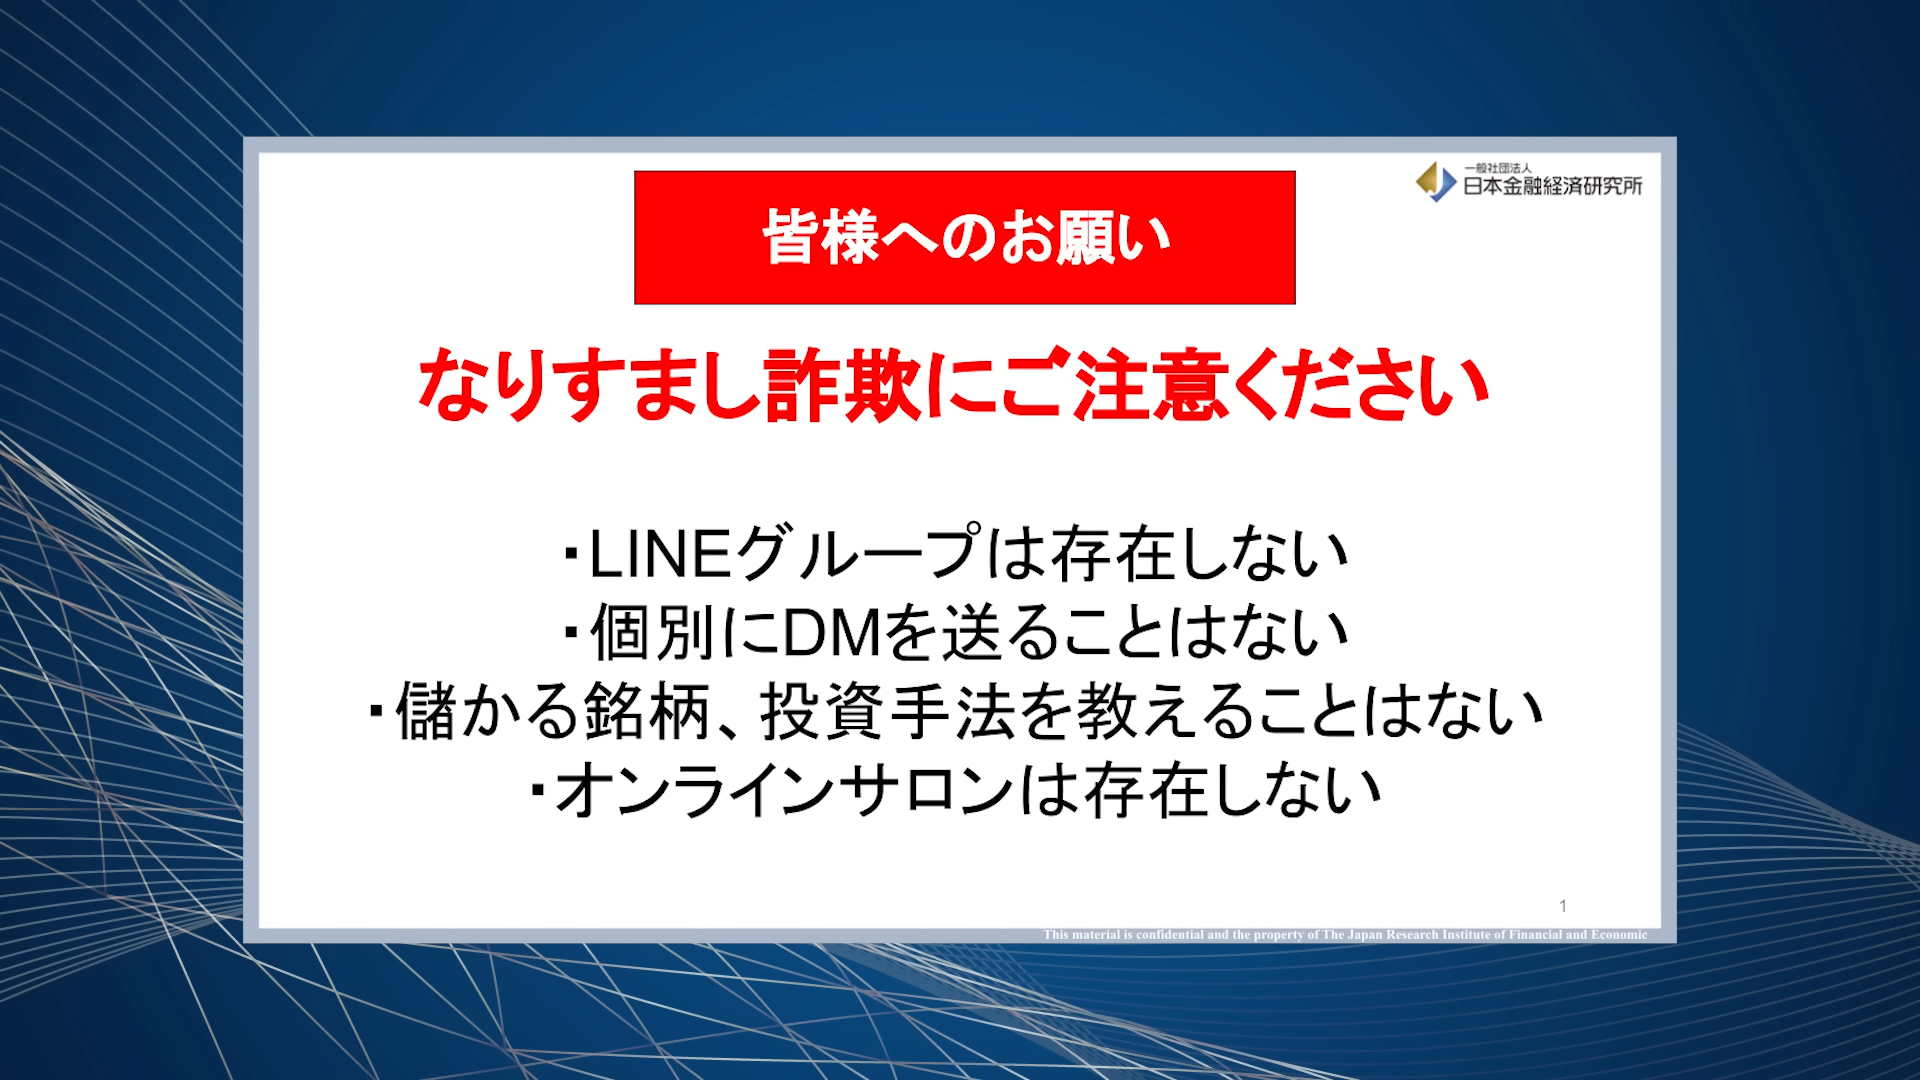 一般社団法人
日本金融経済研究所
皆様へのお願い
なりすまし詐欺にご注意ください
・LINEグループは存在しない
・個別にDMを送ることはない
・儲かる銘柄、投資手法を教えることはない
・オンラインサロンは存在しない
1
This material is confidential and the property of The Japan Research Institute of Financial and Economic